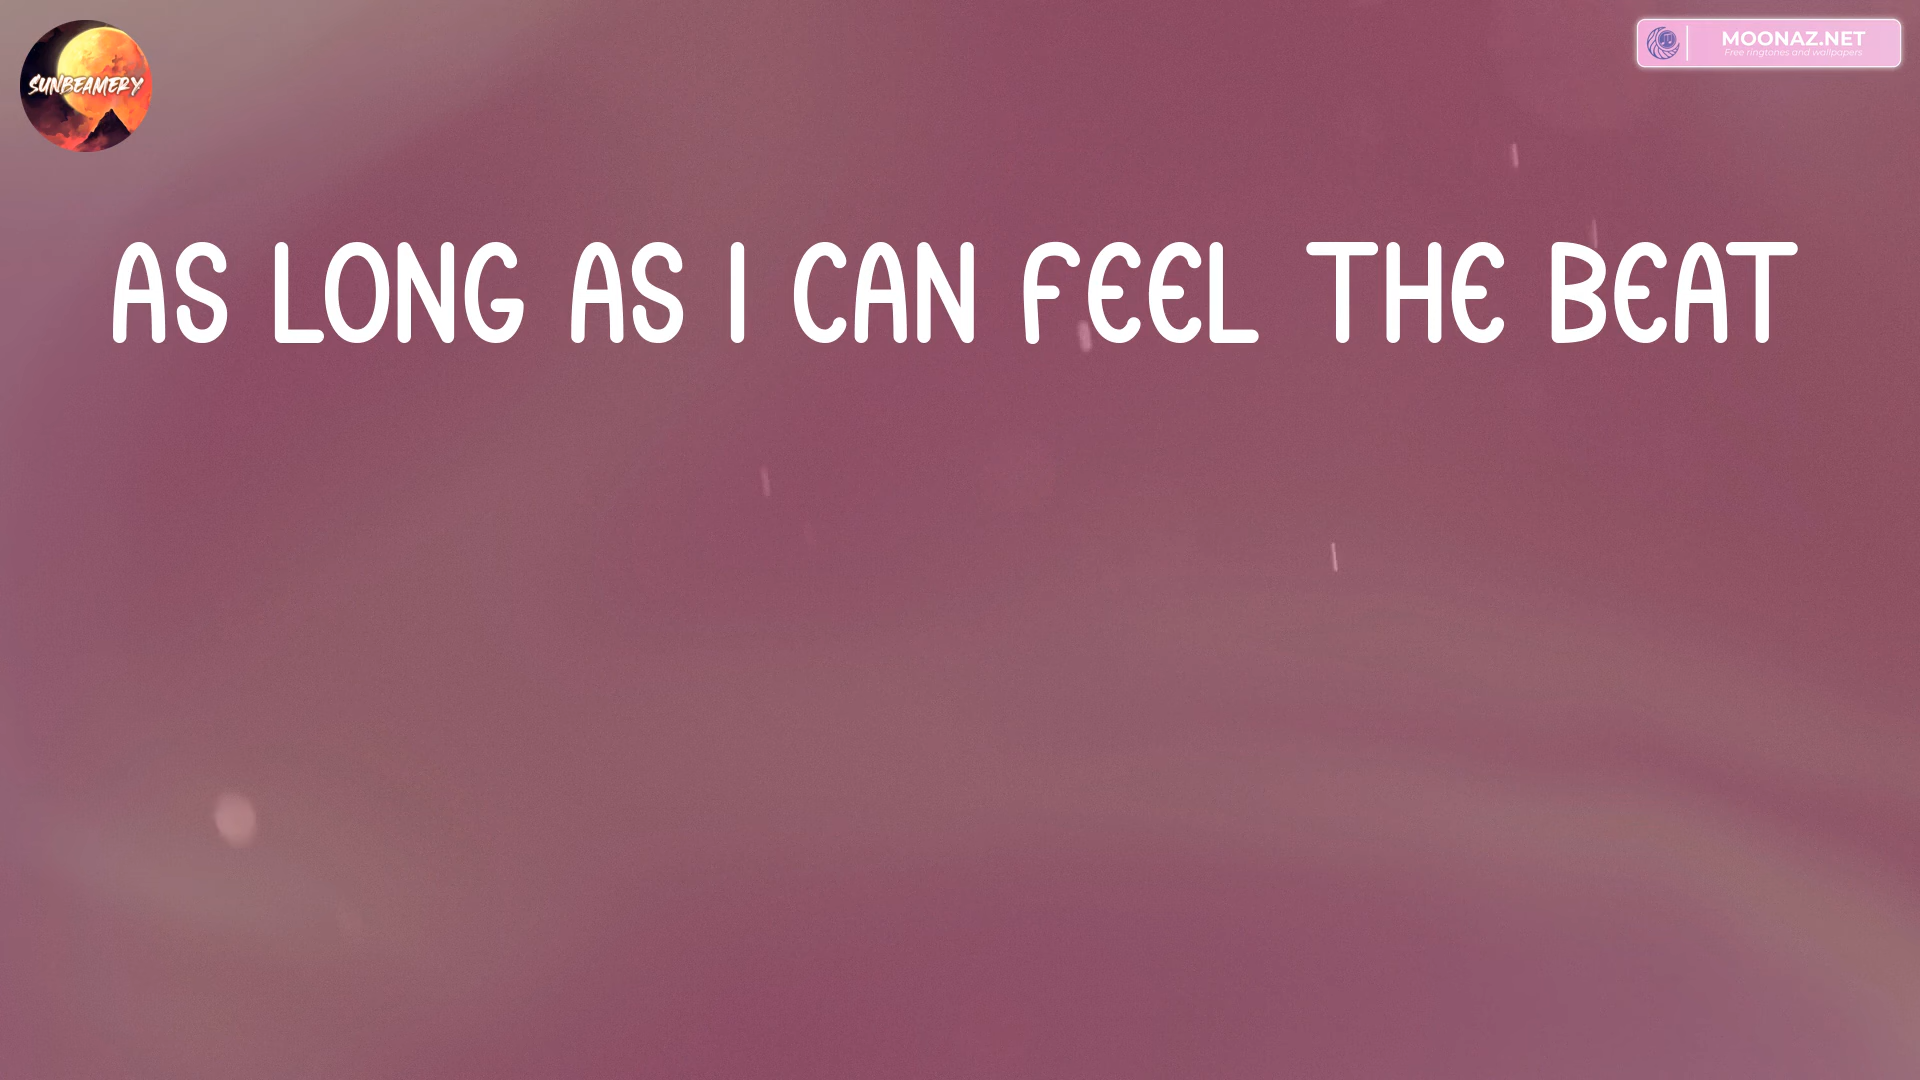 SUNBEAMERY
MOONAZ.NET
Free ringtones and wallpapers
AS LONG AS I CAN FEEL THE BEAT